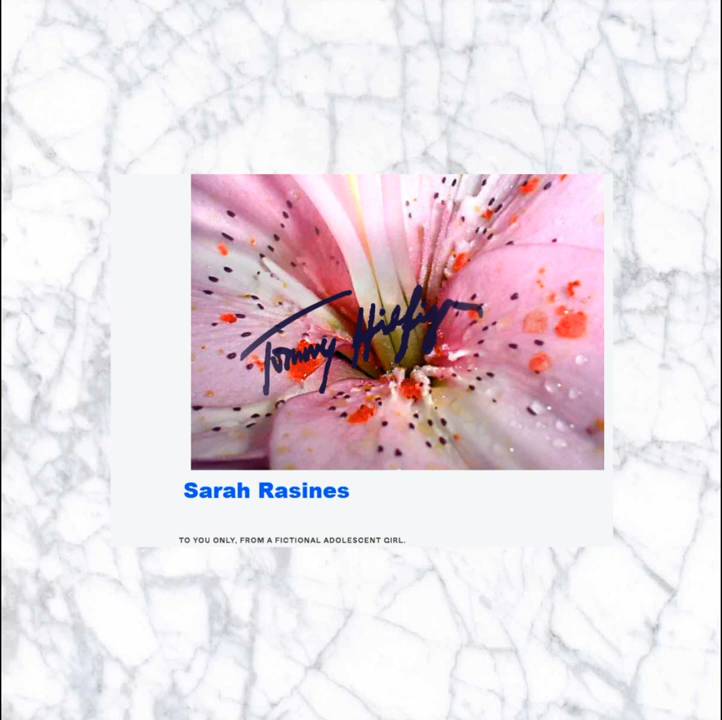 Tommy Hilfiger
Sarah Rasines
TO YOU ONLY, FROM A FICTIONAL ADOLESCENT GIRL.